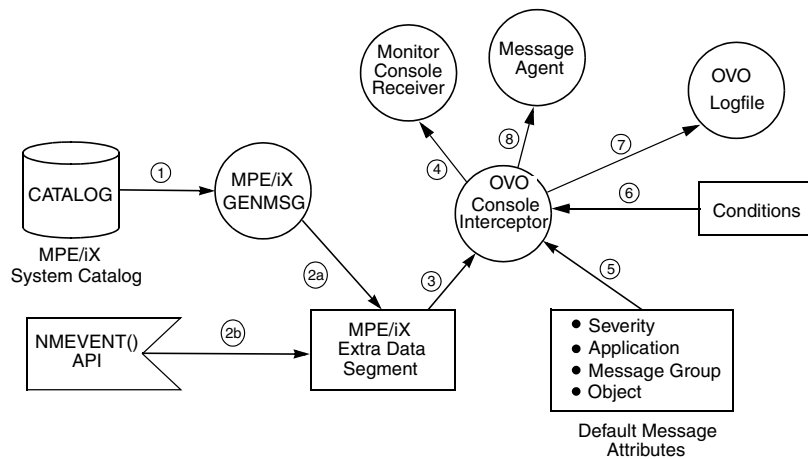 Monitor
Console
Receiver
Message
Agent
OVO
Logfile
8
7
4
1
CATALOG
MPE/iX
GENMSG
OVO
Console
Interceptor
6
Conditions
MPE/iX
System Catalog
2a
3
5
NMEVENT()
API
2b
MPE/iX
Extra Data
Segment
● Severity
● Application
● Message Group
● Object
Default Message
Attributes